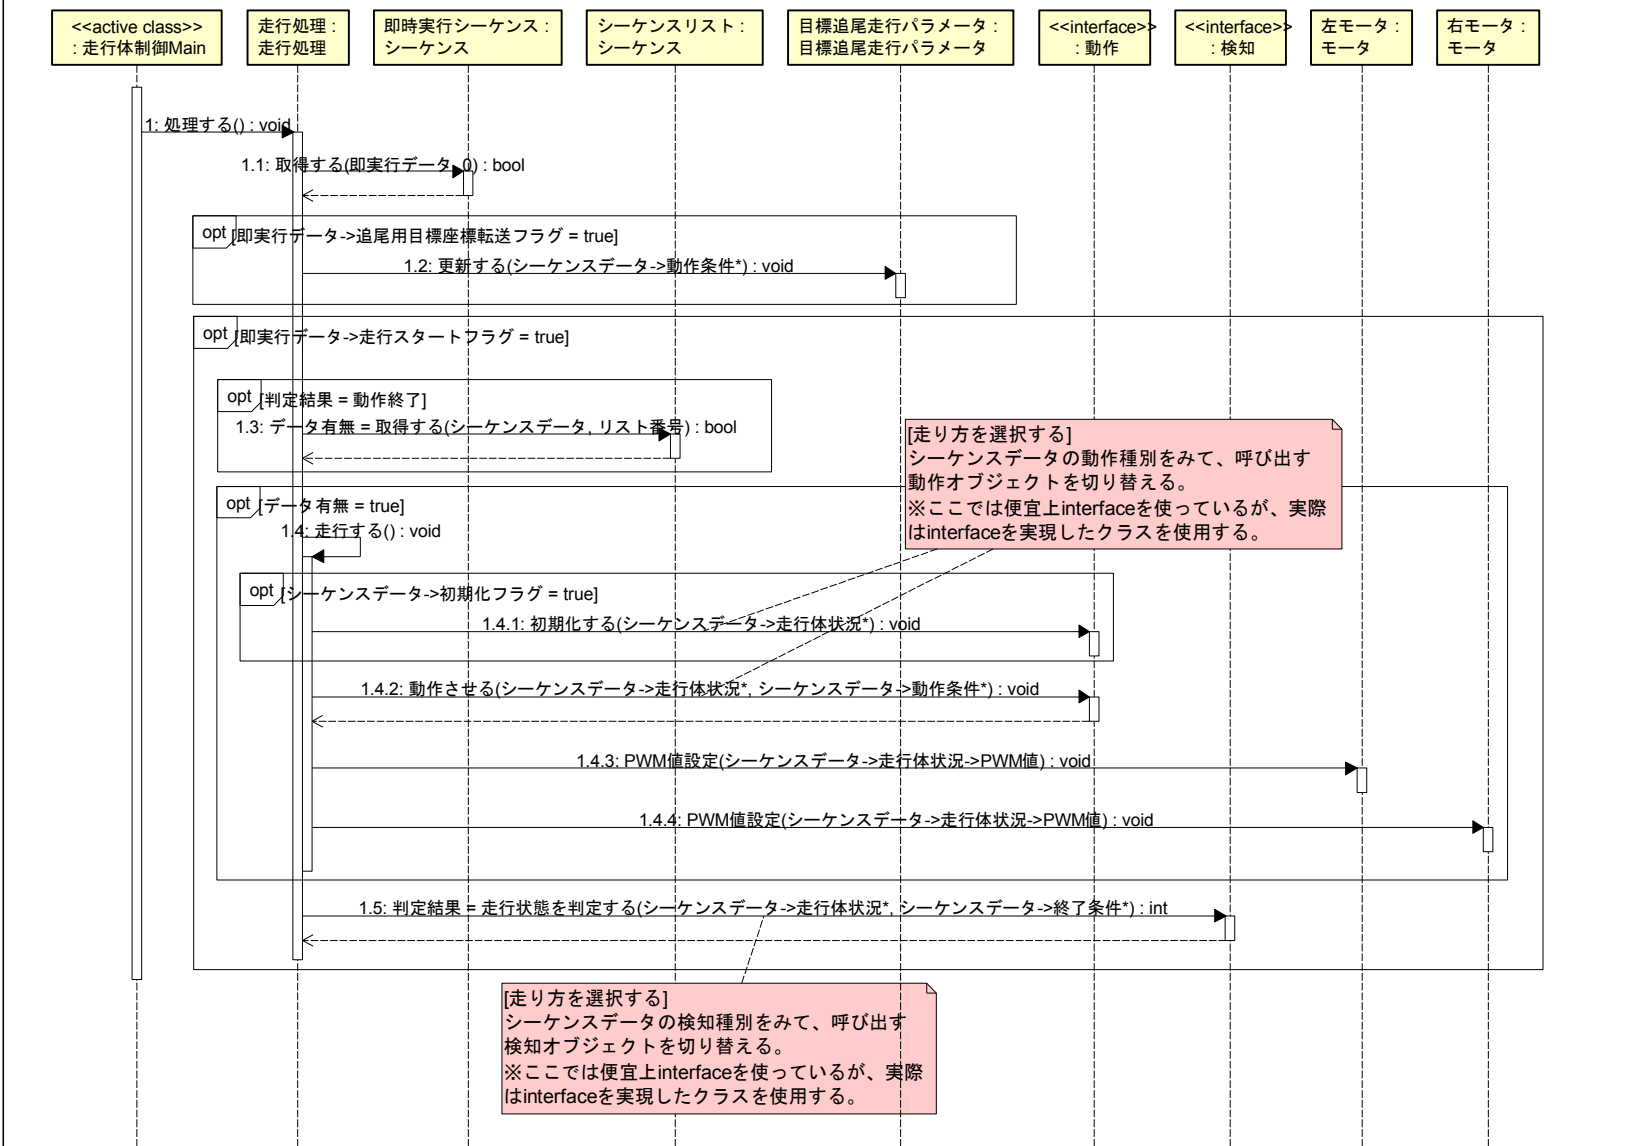 <<active class>>
: 走行体制御Main
走行処理 :
走行処理
即時実行シーケンス :
シーケンス
シーケンスリスト :
シーケンス
目標追尾走行パラメータ :
目標追尾走行パラメータ
<<interface>>
: 動作
<<interface>>
: 検知
左モータ :
モータ
右モータ :
モータ
1: 処理する() : void
1.1: 取得する(即実行データ, 0) : bool
opt [即実行データ->追尾用目標座標転送フラグ = true]
1.2: 更新する(シーケンスデータ->動作条件*) : void
opt [即実行データ->走行スタートフラグ = true]
opt [判定結果 = 動作終了]
1.3: データ有無 = 取得する(シーケンスデータ, リスト番号) : bool
[走り方を選択する]
シーケンスデータの動作種別をみて、呼び出す
動作オブジェクトを切り替える。
※ここでは便宜上interfaceを使っているが、実際
はinterfaceを実現したクラスを使用する。
opt [データ有無 = true]
1.4: 走行する() : void
opt [シーケンスデータ->初期化フラグ = true]
1.4.1: 初期化する(シーケンスデータ->走行体状況*) : void
1.4.2: 動作させる(シーケンスデータ->走行体状況*, シーケンスデータ->動作条件*) : void
1.4.3: PWM値設定(シーケンスデータ->走行体状況->PWM値) : void
1.4.4: PWM値設定(シーケンスデータ->走行体状況->PWM値) : void
1.5: 判定結果 = 走行状態を判定する(シーケンスデータ->走行体状況*, シーケンスデータ->終了条件*) : int
[走り方を選択する]
シーケンスデータの検知種別をみて、呼び出す
検知オブジェクトを切り替える。
※ここでは便宜上interfaceを使っているが、実際
はinterfaceを実現したクラスを使用する。